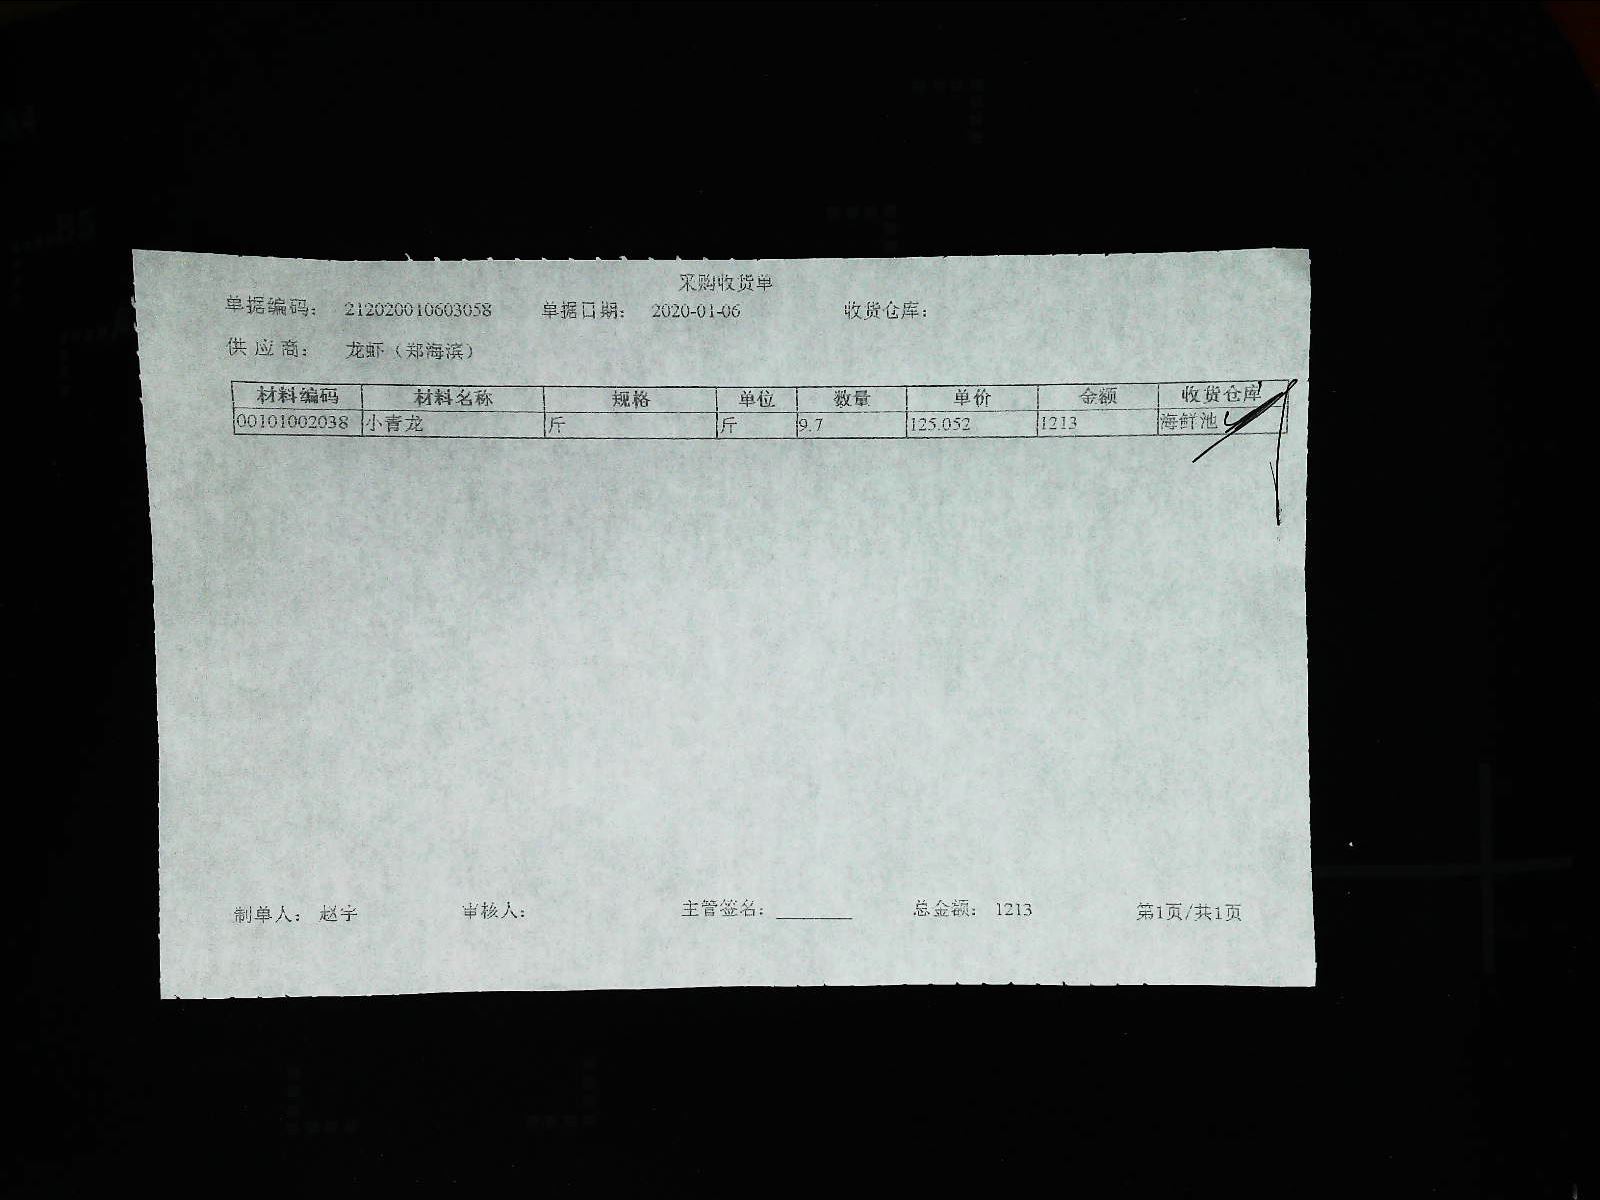 采购收货单
单据编码： 212020010603058 单据日期： 2020-01-06 收货仓库：
供应商： 龙虾（郑海滨）
材料编码 材料名称 规格 单位 数量 单价 金额 收货仓库
00101002038 小青龙 斤 斤 9.7 125.052 1213 海鲜池
制单人： 赵宇 审核人： 主管签名： 总金额： 1213 第1页/共1页